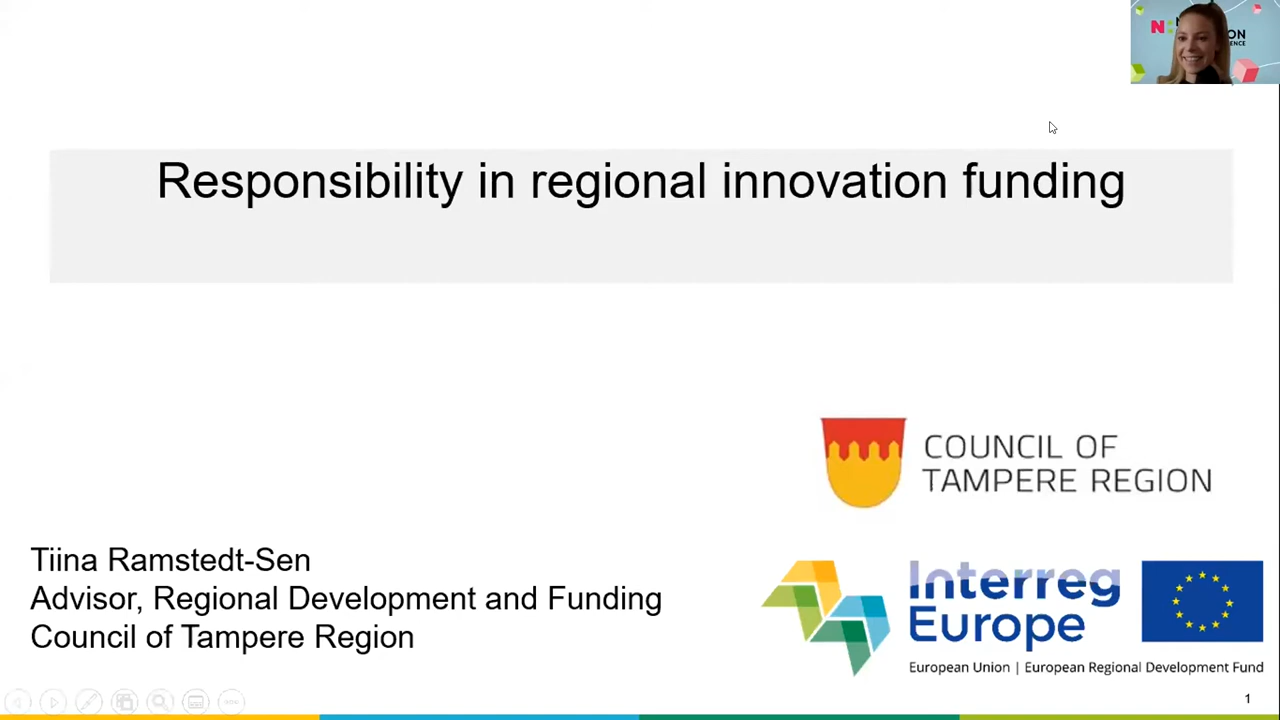 Responsibility in regional innovation funding
COUNCIL OF
TAMPERE REGION
Tiina Ramstedt-Sen
Advisor, Regional Development and Funding
Council of Tampere Region
Interreg
Europe
European Union | European Regional Development Fund
1